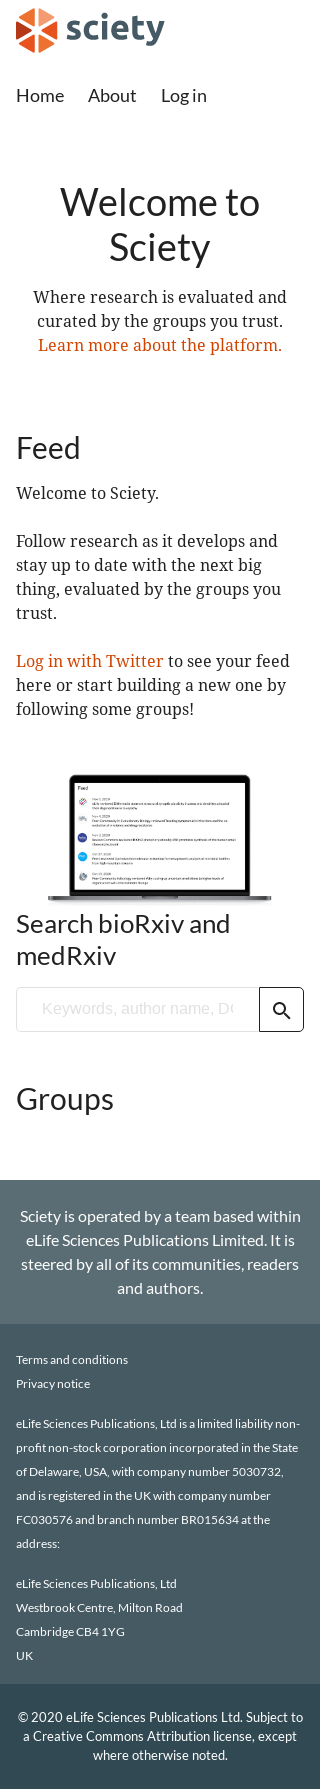 sciety
Home About Log in
Welcome to
Sciety
Where research is evaluated and
curated by the groups you trust.
Learn more about the platform.
Feed
Welcome to Sciety.
Follow research as it develops and
stay up to date with the next big
thing, evaluated by the groups you
trust.
Log in with Twitter to see your feed
here or start building a new one by
following some groups!
Feed
Search bioRxiv and
medRxiv
Keywords, author name, DO
Groups
Sciety is operated by a team based within
eLife Sciences Publications Limited. It is
steered by all of its communities, readers
and authors.
Terms and conditions
Privacy notice
eLife Sciences Publications, Ltd is a limited liability non-
profit non-stock corporation incorporated in the State
of Delaware, USA, with company number 5030732,
and is registered in the UK with company number
FC030576 and branch number BR015634 at the
address:
eLife Sciences Publications, Ltd
Westbrook Centre, Milton Road
Cambridge CB4 1YG
UK
© 2020 eLife Sciences Publications Ltd. Subject to
a Creative Commons Attribution license, except
where otherwise noted.